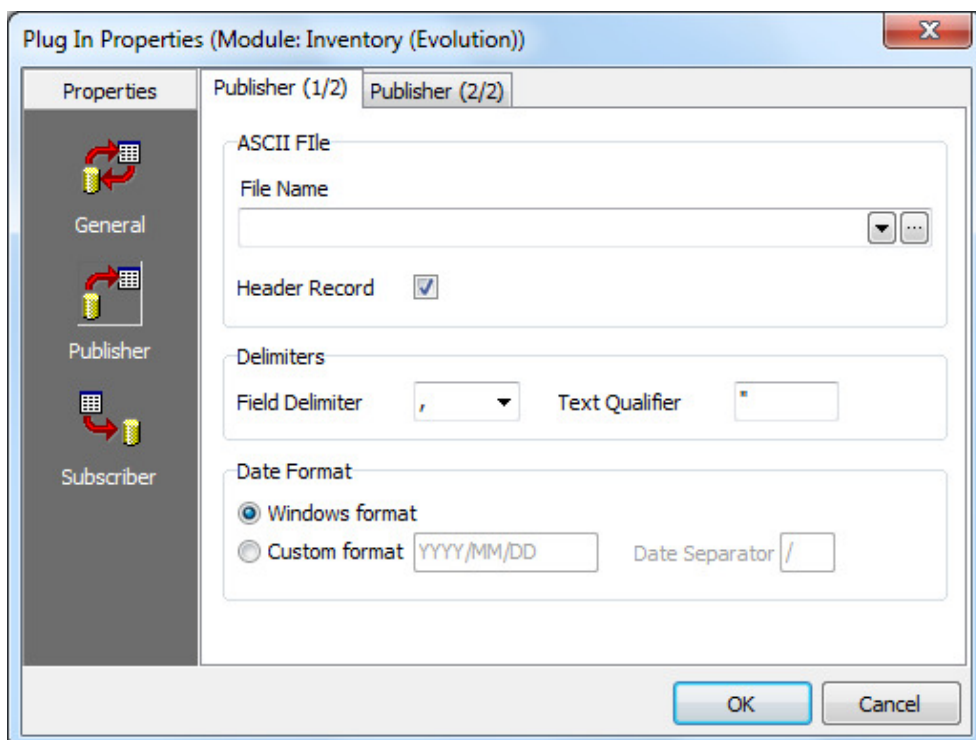 Plug In Properties (Module: Inventory (Evolution))
Properties
Publisher (1/2) Publisher (2/2)
General
Publisher
Subscriber
ASCII FIle
File Name
...
Header Record
Delimiters
Field Delimiter , Text Qualifier "
Date Format
Windows format
Custom format YYYY/MM/DD Date Separator /
OK Cancel